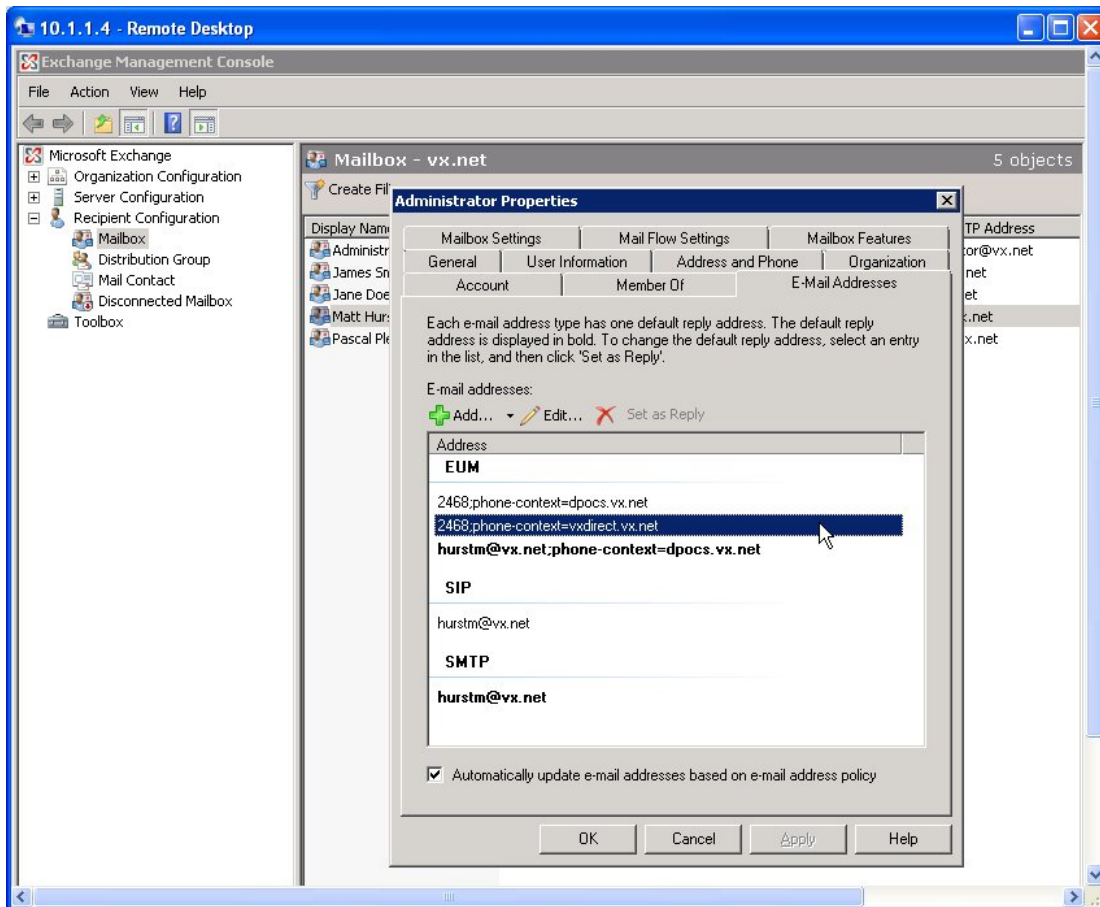 10.1.1.4 - Remote Desktop
Exchange Management Console
File Action View Help
Microsoft Exchange
Organization Configuration
Server Configuration
Recipient Configuration
Mailbox
Distribution Group
Mail Contact
Disconnected Mailbox
Toolbox
Mailbox - vx.net 5 objects
Create Fil
Display Nam TP Address
Administr or@vx.net
James Sn net
Jane Doe et
Matt Hurs .net
Pascal Ple x.net
Administrator Properties
Mailbox Settings Mail Flow Settings Mailbox Features
General User Information Address and Phone Organization
Account Member Of E-Mail Addresses
Each e-mail address type has one default reply address. The default reply
address is displayed in bold. To change the default reply address, select an entry
in the list, and then click 'Set as Reply'.
E-mail addresses:
Add... Edit... Set as Reply
Address
EUM
2468;phone-context=dpocs.vx.net
2468;phone-context=vxdirect.vx.net
hurstm@vx.net;phone-context=dpocs.vx.net
SIP
hurstm@vx.net
SMTP
hurstm@vx.net
Automatically update e-mail addresses based on e-mail address policy
OK Cancel Apply Help